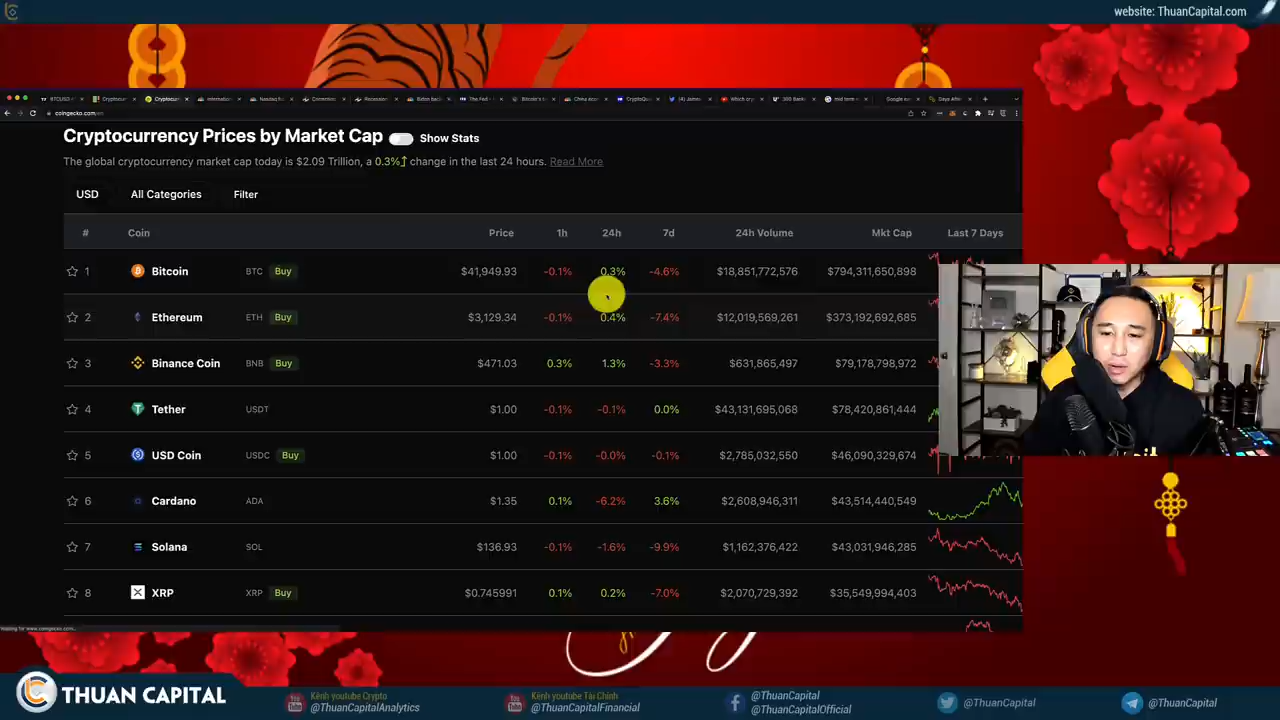 website: ThuanCapital.com
coingecko.com/en
Cryptocurrency Prices by Market Cap Show Stats
The global cryptocurrency market cap today is $2.09 Trillion, a 0.3% change in the last 24 hours. Read More
USD All Categories Filter
# Coin Price 1h 24h 7d 24h Volume Mkt Cap Last 7 Days
1 Bitcoin BTC Buy $41,949.93 -0.1% 0.3% -4.6% $18,851,772,576 $794,311,650,898
2 Ethereum ETH Buy $3,129.34 -0.1% 0.4% -7.4% $12,019,569,261 $373,192,692,685
3 Binance Coin BNB Buy $471.03 0.3% 1.3% -3.3% $631,865,497 $79,178,798,972
4 Tether USDT $1.00 -0.1% -0.1% 0.0% $43,131,695,068 $78,420,861,444
5 USD Coin USDC Buy $1.00 -0.1% -0.0% -0.1% $2,785,032,550 $46,090,329,674
6 Cardano ADA $1.35 0.1% -6.2% 3.6% $2,608,946,311 $43,514,440,549
7 Solana SOL $136.93 -0.1% -1.6% -9.9% $1,162,376,422 $43,031,946,285
8 XRP XRP Buy $0.745991 0.1% 0.2% -7.0% $2,070,729,392 $35,549,994,403
THUAN CAPITAL
Kênh youtube Crypto
@ThuanCapitalAnalytics
Kênh youtube Tài Chính
@ThuanCapitalFinancial
@ThuanCapital
@ThuanCapitalOfficial
@ThuanCapital
@ThuanCapital